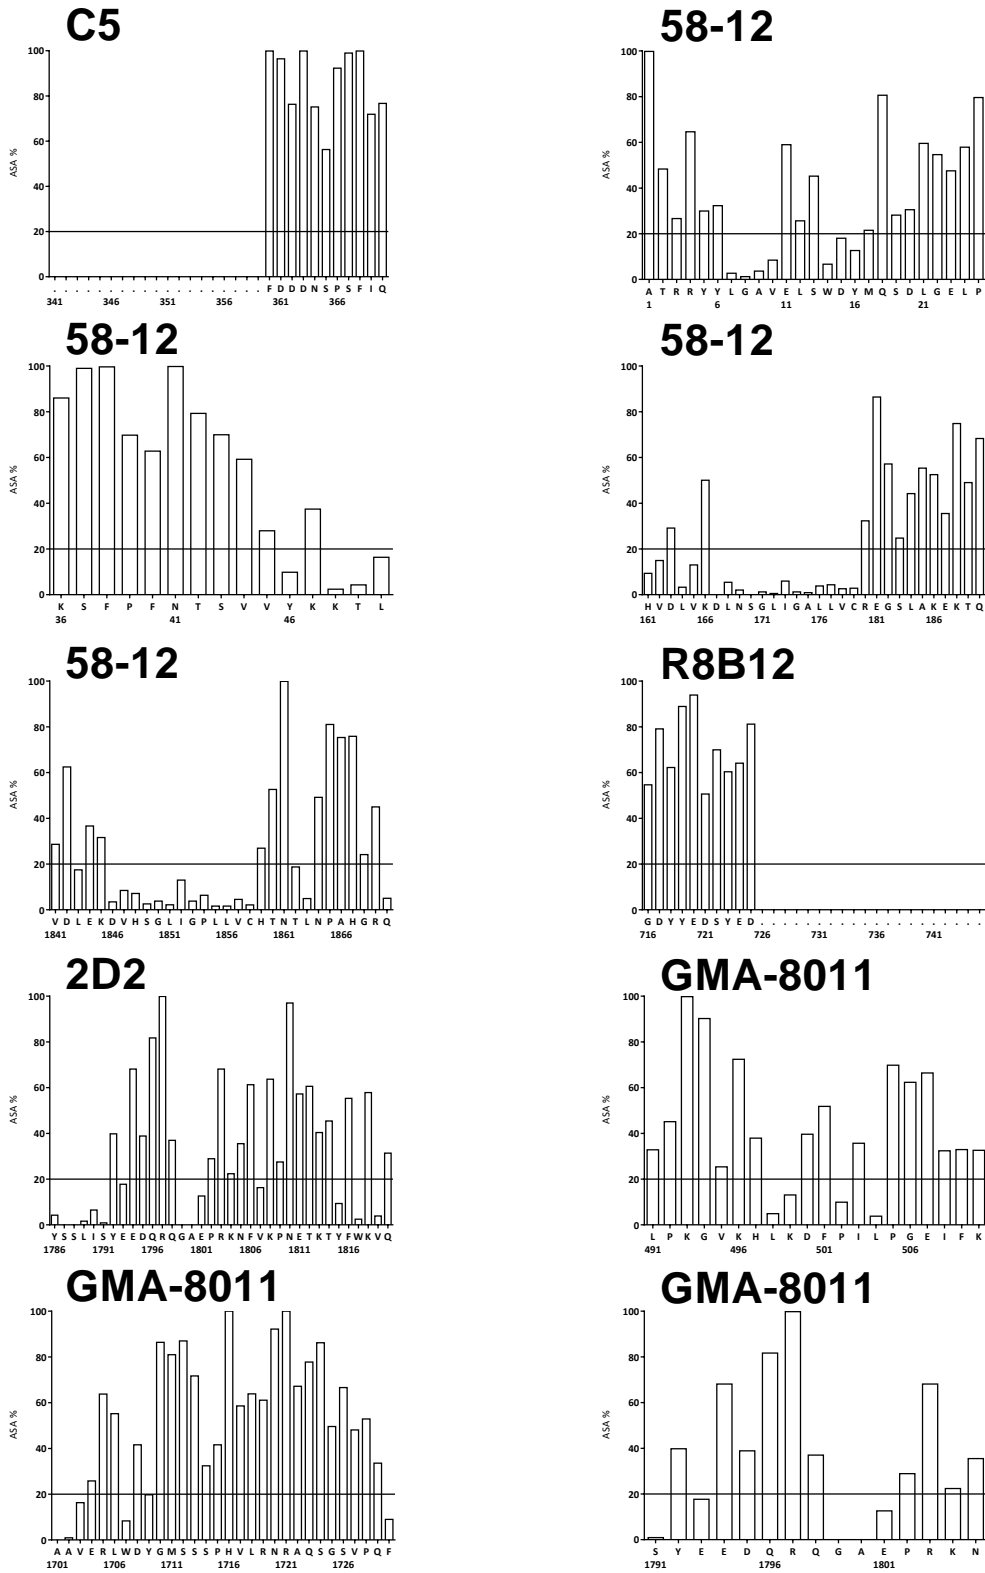 C5
100
80
60
40
20
0
ASA %
. . . . . . . . . . . . . . . . . . . F D D D N S P S F I Q
341 346 351 356 361 366
58-12
100
80
60
40
20
0
ASA %
A T R R Y Y L G A V E L S W D Y M Q S D L G E L P
1 6 11 16 21
58-12
100
80
60
40
20
0
ASA %
K S F P F N T S V V Y K K T L
36 41 46
58-12
100
80
60
40
20
0
ASA %
H V D L V K D L N S G L I G A L L V C R E G S L A K E K T Q
161 166 171 176 181 186
58-12
100
80
60
40
20
0
ASA %
V D L E K D V H S G L I G P L L V C H T N T L N P A H G R Q
1841 1846 1851 1856 1861 1866
R8B12
100
80
60
40
20
0
ASA %
G D Y Y E D S Y E D . . . . . . . . . . . . . . . . . . . .
716 721 726 731 736 741
2D2
100
80
60
40
20
0
ASA %
Y S S L I S Y E E D Q R Q G A E P R K N F V K P N E T K T Y F W K V Q
1786 1791 1796 1801 1806 1811 1816
GMA-8011
100
80
60
40
20
0
ASA %
L P K G V K H L K D F P I L P G E I F K
491 496 501 506
GMA-8011
100
80
60
40
20
0
ASA %
A A V E R L W D Y G M S S S P H V L R N R A Q S G S V P Q F
1701 1706 1711 1716 1721 1726
GMA-8011
100
80
60
40
20
0
ASA %
S Y E E D Q R Q G A E P R K N
1791 1796 1801